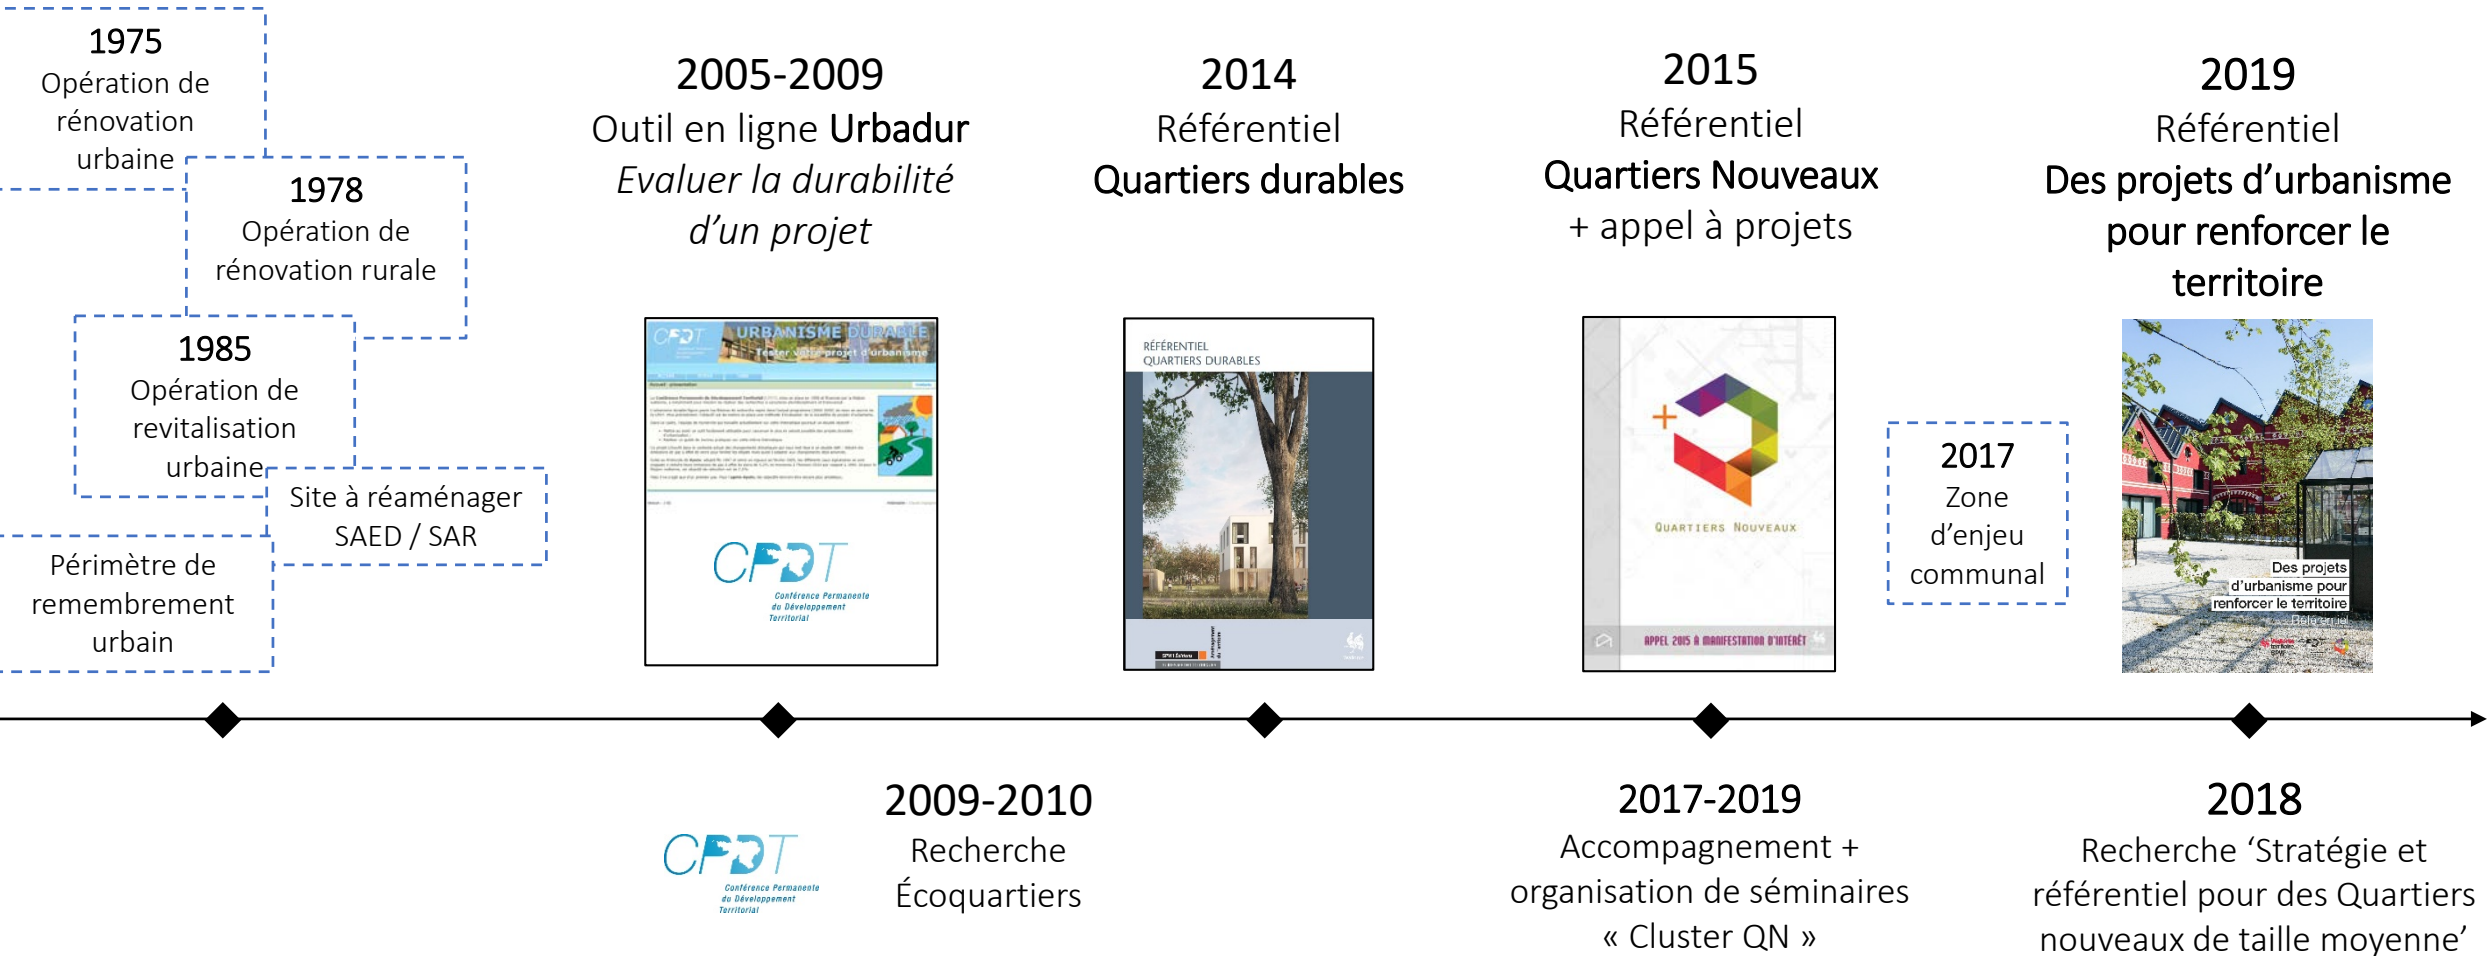 1975
Opération de
rénovation
urbaine
1978
Opération de
rénovation rurale
1985
Opération de
revitalisation
urbaine
Site à réaménager
SAED / SAR
Périmètre de
remembrement
urbain
2005-2009
Outil en ligne Urbadur
Evaluer la durabilité
d’un projet
CPDT
URBANISME DURABLE
Tester votre projet d'urbanisme
CPDT
Conférence Permanente
du Développement
Territorial
2014
Référentiel
Quartiers durables
RÉFÉRENTIEL
QUARTIERS DURABLES
2015
Référentiel
Quartiers Nouveaux
+ appel à projets
+
QUARTIERS NOUVEAUX
APPEL 2015 À MANIFESTATION D'INTÉRÊT
2017
Zone
d’enjeu
communal
2019
Référentiel
Des projets d’urbanisme
pour renforcer le
territoire
Des projets
d'urbanisme pour
renforcer le territoire
Référentiel
CPDT
Conférence Permanente
du Développement
Territorial
2009-2010
Recherche
Écoquartiers
2017-2019
Accompagnement +
organisation de séminaires
« Cluster QN »
2018
Recherche ‘Stratégie et
référentiel pour des Quartiers
nouveaux de taille moyenne’